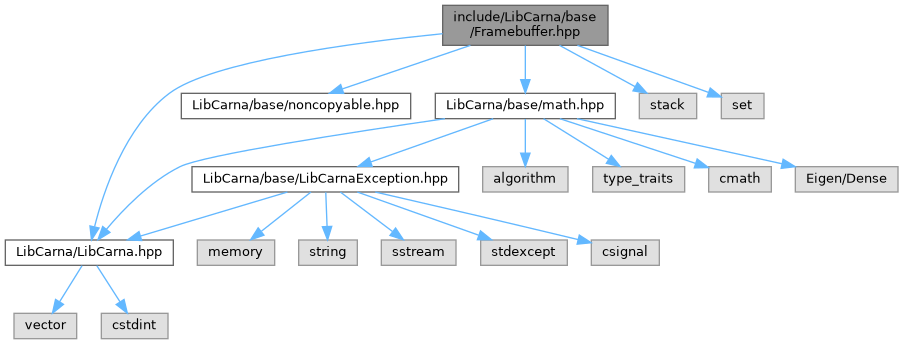 include/LibCarna/base
/Framebuffer.hpp
LibCarna/base/noncopyable.hpp
LibCarna/base/math.hpp
stack
set
LibCarna/base/LibCarnaException.hpp
algorithm
type_traits
cmath
Eigen/Dense
LibCarna/LibCarna.hpp
memory
string
sstream
stdexcept
csignal
vector
cstdint